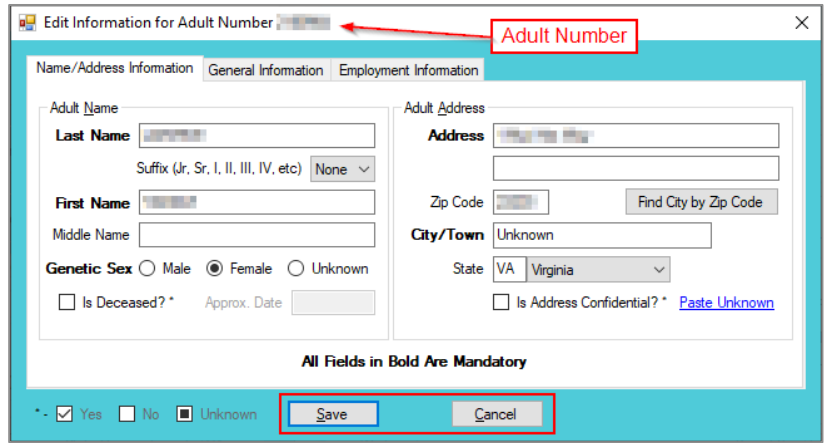 Edit Information for Adult Number
Adult Number
Name/Address Information General Information Employment Information
Adult Name
Last Name
Suffix (Jr, Sr, I, II, III, IV, etc) None
First Name
Middle Name
Genetic Sex Male Female Unknown
Is Deceased? * Approx. Date
Adult Address
Address
Zip Code Find City by Zip Code
City/Town Unknown
State VA Virginia
Is Address Confidential? * Paste Unknown
All Fields in Bold Are Mandatory
* - Yes No Unknown Save Cancel